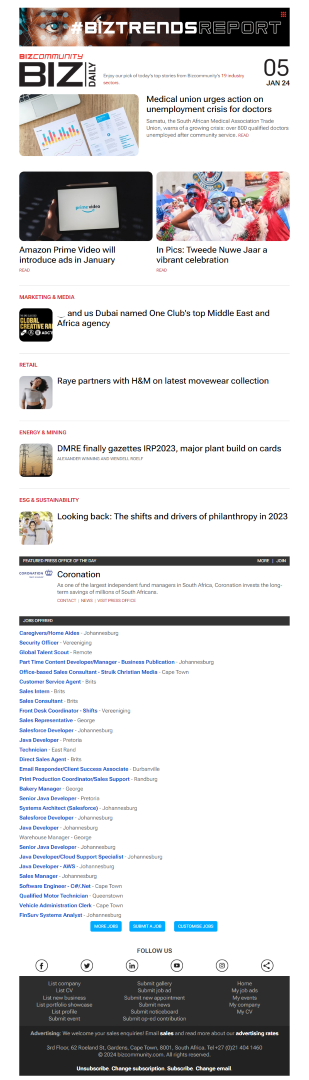 #BIZTRENDSREPORT
BIZCOMMUNITY
BIZ DAILY
Enjoy our pick of today's top stories from Bizcommunity's 19 industry
sectors.
05
JAN 24
Medical union urges action on
unemployment crisis for doctors
Samatu, the South African Medical Association Trade
Union, warns of a growing crisis: over 800 qualified doctors
unemployed after community service. READ
prime video
Amazon Prime Video will
introduce ads in January
READ
In Pics: Tweede Nuwe Jaar a
vibrant celebration
READ
MARKETING & MEDIA
GLOBAL
CREATIVE RA
‿ and us Dubai named One Club's top Middle East and
Africa agency
RETAIL
Raye partners with H&M on latest movewear collection
ENERGY & MINING
DMRE finally gazettes IRP2023, major plant build on cards
ALEXANDER WINNING AND WENDELL ROELF
ESG & SUSTAINABILITY
Looking back: The shifts and drivers of philanthropy in 2023
FEATURED PRESS OFFICE OF THE DAY
MORE | JOIN
CORONATION
Coronation
As one of the largest independent fund managers in South Africa, Coronation invests the long-
term savings of millions of South Africans.
CONTACT | NEWS | VISIT PRESS OFFICE
JOBS OFFERED
Caregivers/Home Aides - Johannesburg
Security Officer - Vereeniging
Global Talent Scout - Remote
Part Time Content Developer/Manager - Business Publication - Johannesburg
Office-based Sales Consultant - Struik Christian Media - Cape Town
Customer Service Agent - Brits
Sales Intern - Brits
Sales Consultant - Brits
Front Desk Coordinator - Shifts - Vereeniging
Sales Representative - George
Salesforce Developer - Johannesburg
Java Developer - Pretoria
Technician - East Rand
Direct Sales Agent - Brits
Email Responder/Client Success Associate - Durbanville
Print Production Coordinator/Sales Support - Randburg
Bakery Manager - George
Senior Java Developer - Pretoria
Systems Architect (Salesforce) - Johannesburg
Salesforce Developer - Johannesburg
Java Developer - Johannesburg
Warehouse Manager - George
Senior Java Developer - Johannesburg
Java Developer/Cloud Support Specialist - Johannesburg
Java Developer - AWS - Johannesburg
Sales Manager - Johannesburg
Software Engineer - C#/.Net - Cape Town
Qualified Motor Technician - Queenstown
Vehicle Administration Clerk - Cape Town
FinSurv Systems Analyst - Johannesburg
MORE JOBS
SUBMIT A JOB
CUSTOMISE JOBS
FOLLOW US
List company
Submit gallery
Home
List CV
Submit job ad
My job ads
List new business
Submit new appointment
My events
List portfolio showcase
Submit news
My company
List profile
Submit noticeboard
My CV
Submit event
Submit op-ed contribution
Advertising: We welcome your sales enquiries! Email sales and read more about our advertising rates
3rd Floor, 62 Roeland St, Gardens, Cape Town, 8001, South Africa. Tel +27 (0)21 404 1460
© 2024 bizcommunity.com. All rights reserved.
Unsubscribe Change subscription Subscribe Change email